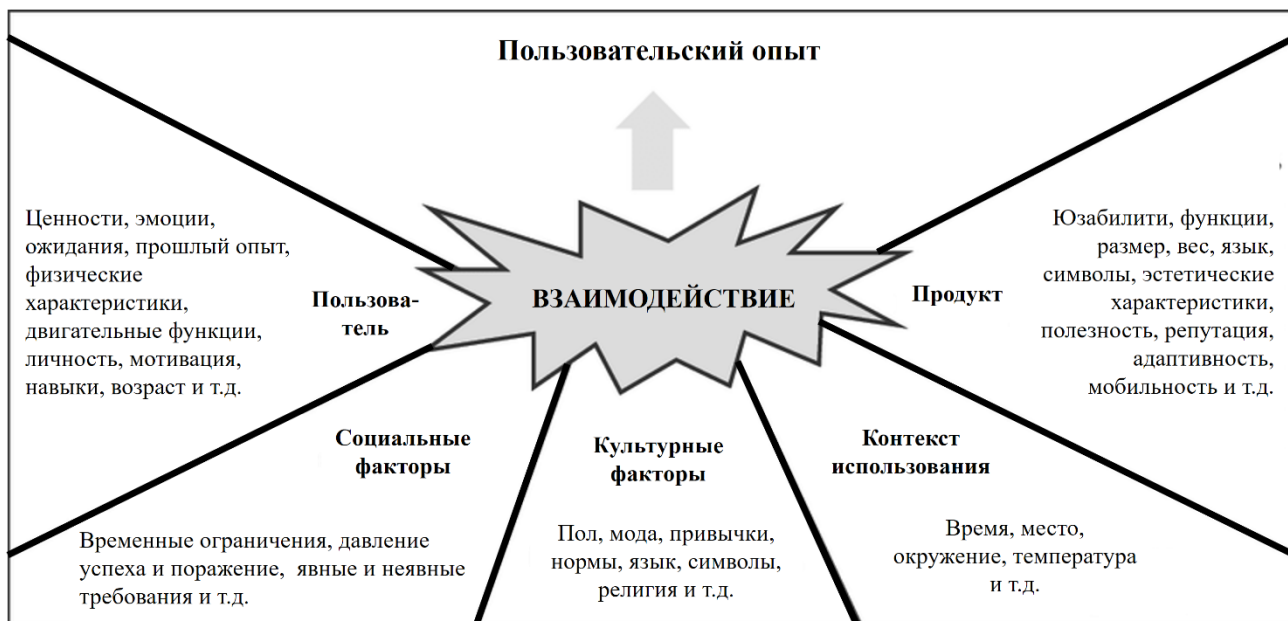 Пользовательский опыт
Ценности, эмоции,
ожидания, прошлый опыт,
физические
характеристики,
двигательные функции,
личность, мотивация,
навыки, возраст и т.д.
Пользова-
тель
ВЗАИМОДЕЙСТВИЕ
Продукт
Юзабилити, функции,
размер, вес, язык,
символы, эстетические
характеристики,
полезность, репутация,
адаптивность,
мобильность и т.д.
Социальные
факторы
Временные ограничения, давление
успеха и поражение, явные и неявные
требования и т.д.
Культурные
факторы
Пол, мода, привычки,
нормы, язык, символы,
религия и т.д.
Контекст
использования
Время, место,
окружение, температура
и т.д.